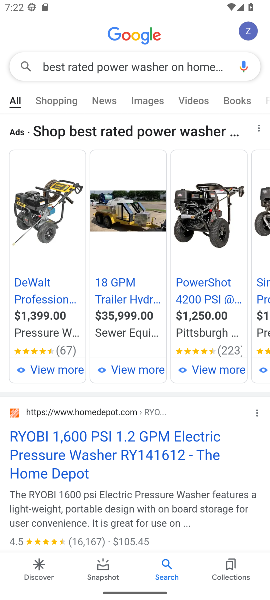 7:22
Google
Z
best rated power washer on home...
All Shopping News Images Videos Books
Ads · Shop best rated power washer ...
DeWalt
Profession...
$1,399.00
Pressure W...
(67)
View more
18 GPM
Trailer Hydr...
$35,999.00
Sewer Equi...
View more
PowerShot
4200 PSI @...
$1,250.00
Pittsburgh ...
(223)
View more
https://www.homedepot.com › RYO...
RYOBI 1,600 PSI 1.2 GPM Electric
Pressure Washer RY141612 - The
Home Depot
The RYOBI 1600 psi Electric Pressure Washer features a
light-weight, portable design with on board storage for
user convenience. It is great for use on ...
4.5 (16,167) · $105.45
Discover Snapshot Search Collections